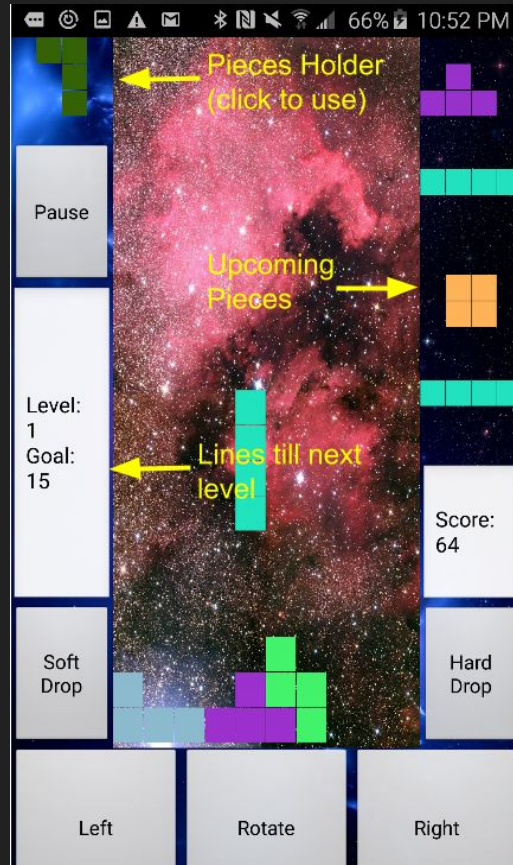 66% 10:52 PM
Pieces Holder
(click to use)
Pause
Upcoming
Pieces
Level:
1
Goal:
15
Lines till next
level
Score:
64
Soft
Drop
Hard
Drop
Left
Rotate
Right